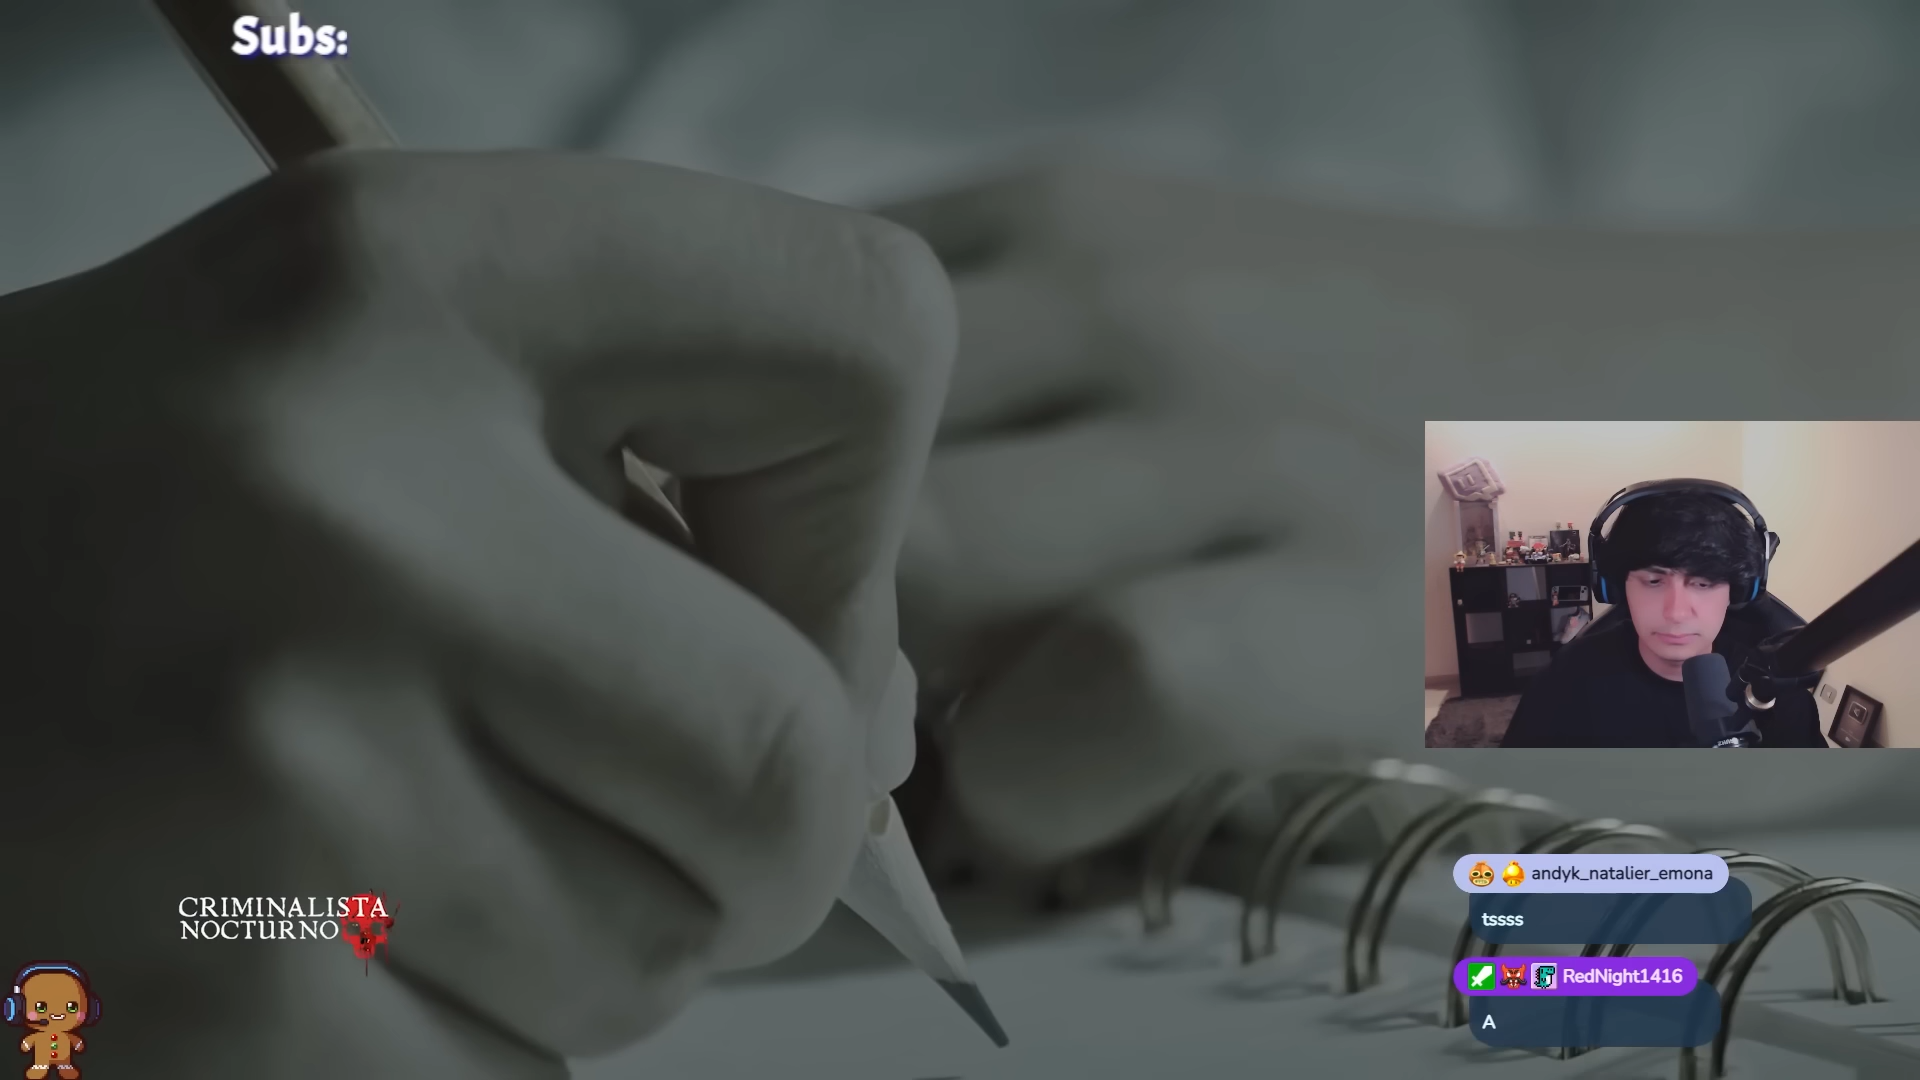 Subs:
CRIMINALISTA
NOCTURNO
andyk_natalier_emona
tssss
RedNight1416
A